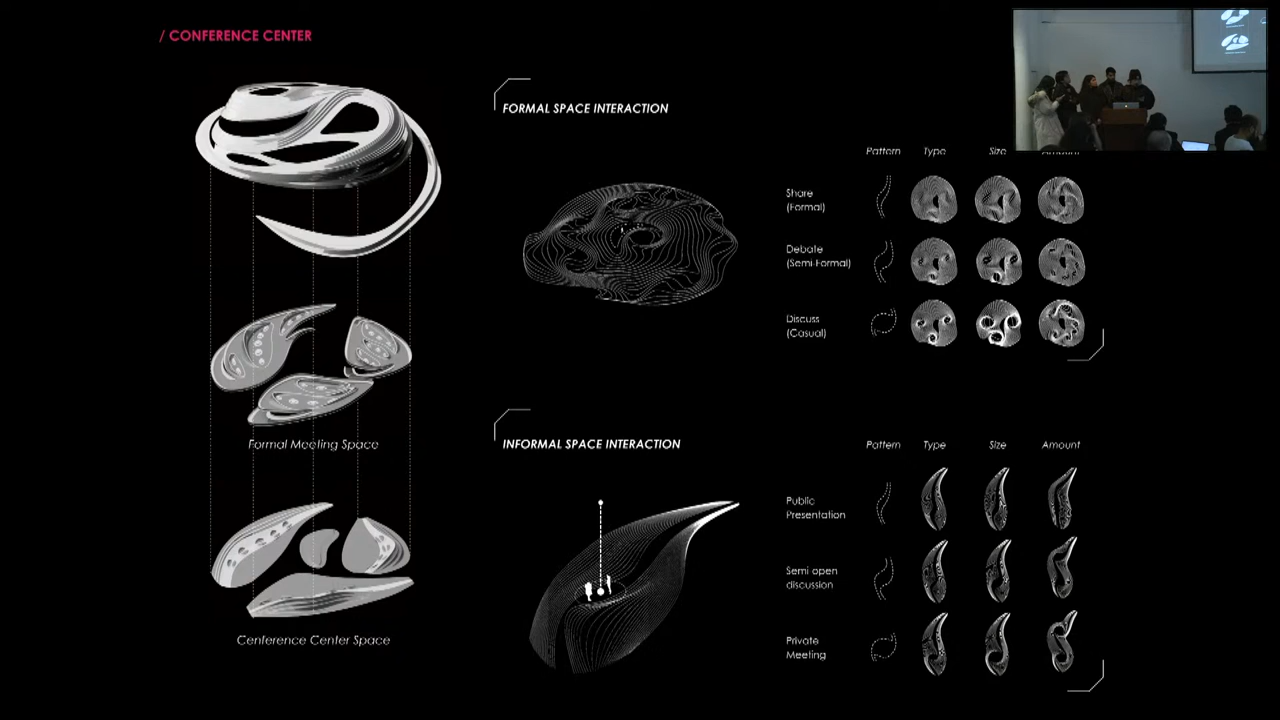 / CONFERENCE CENTER
FORMAL SPACE INTERACTION
Pattern Type Size Amount
Share
(Formal)
Debate
(Semi-Formal)
Discuss
(Casual)
Formal Meeting Space
INFORMAL SPACE INTERACTION
Pattern Type Size Amount
Public
Presentation
Semi open
discussion
Private
Meeting
Cenference Center Space